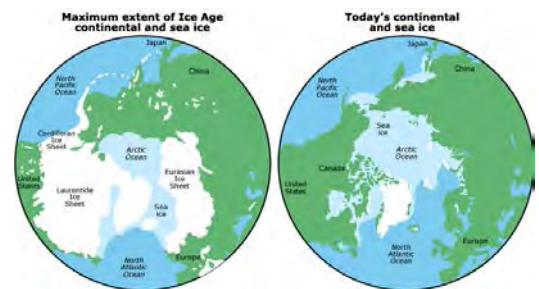 Maximum extent of Ice Age
continental and sea ice
Japan
China
North
Pacific
Ocean
Cordilleran
Ice
Sheet
Arctic
Ocean
United
States
Laurentide
Ice
Sheet
Eurasian
Ice
Sheet
Sea
ice
North
Atlantic
Ocean
Europe
Today's continental
and sea ice
Japan
China
North
Pacific
Ocean
Sea
ice
Arctic
Ocean
Canada
United
States
North
Atlantic
Ocean
Europe